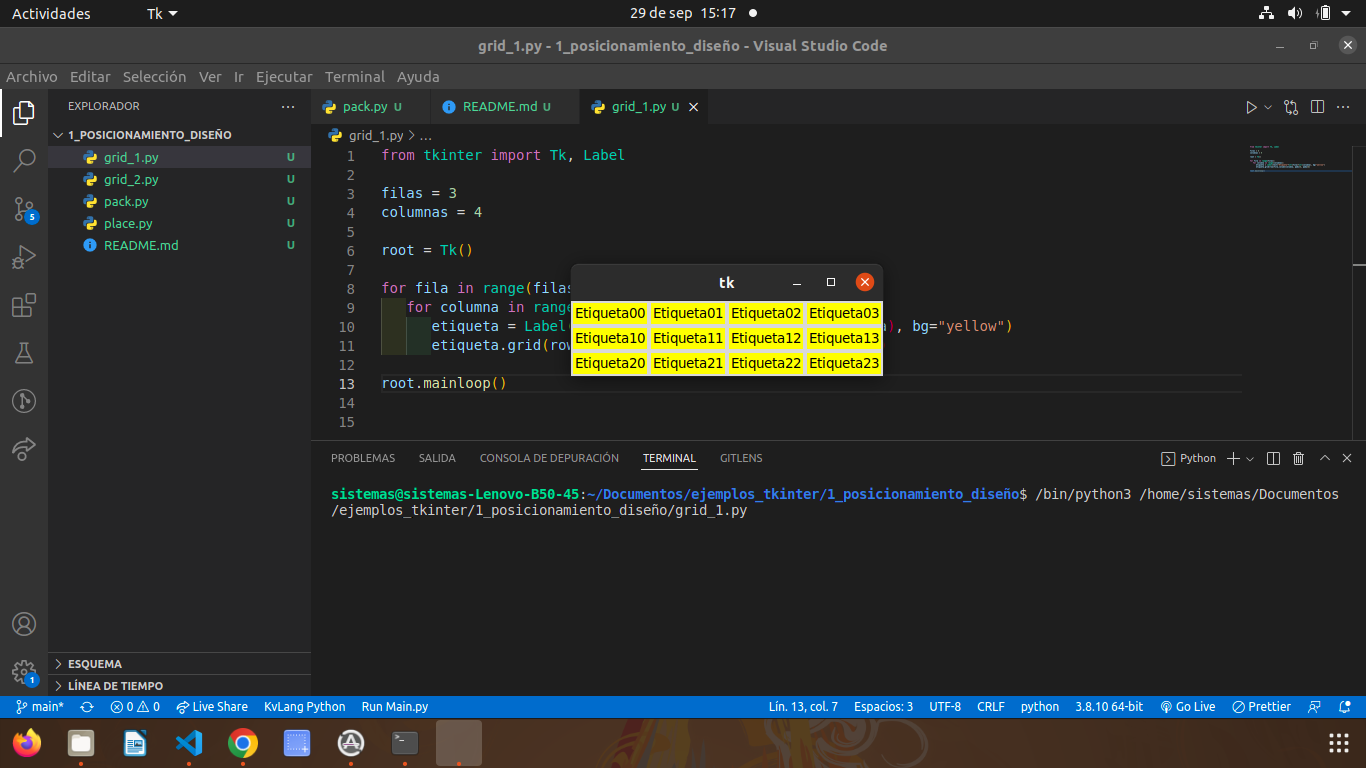 Actividades Tk 29 de sep 15:17
grid_1.py - 1_posicionamiento_diseño - Visual Studio Code
Archivo Editar Selección Ver Ir Ejecutar Terminal Ayuda
EXPLORADOR
pack.py U README.md U grid_1.py U
1_POSICIONAMIENTO_DISEÑO
grid_1.py U
grid_2.py U
pack.py U
place.py U
README.md U
grid_1.py > ...
1 from tkinter import Tk, Label
2
3 filas = 3
4 columnas = 4
5
6 root = Tk()
7
8 for fila in range(filas
9 for columna in range
10 etiqueta = Label( ), bg="yellow")
11 etiqueta.grid(row
12
13 root.mainloop()
14
15
tk
Etiqueta00 Etiqueta01 Etiqueta02 Etiqueta03
Etiqueta10 Etiqueta11 Etiqueta12 Etiqueta13
Etiqueta20 Etiqueta21 Etiqueta22 Etiqueta23
PROBLEMAS SALIDA CONSOLA DE DEPURACIÓN TERMINAL GITLENS
Python
sistemas@sistemas-Lenovo-B50-45:~/Documentos/ejemplos_tkinter/1_posicionamiento_diseño$ /bin/python3 /home/sistemas/Documentos
/ejemplos_tkinter/1_posicionamiento_diseño/grid_1.py
5
1
ESQUEMA
LÍNEA DE TIEMPO
main* 0 0 Live Share KvLang Python Run Main.py Lín. 13, col. 7 Espacios: 3 UTF-8 CRLF python 3.8.10 64-bit Go Live Prettier